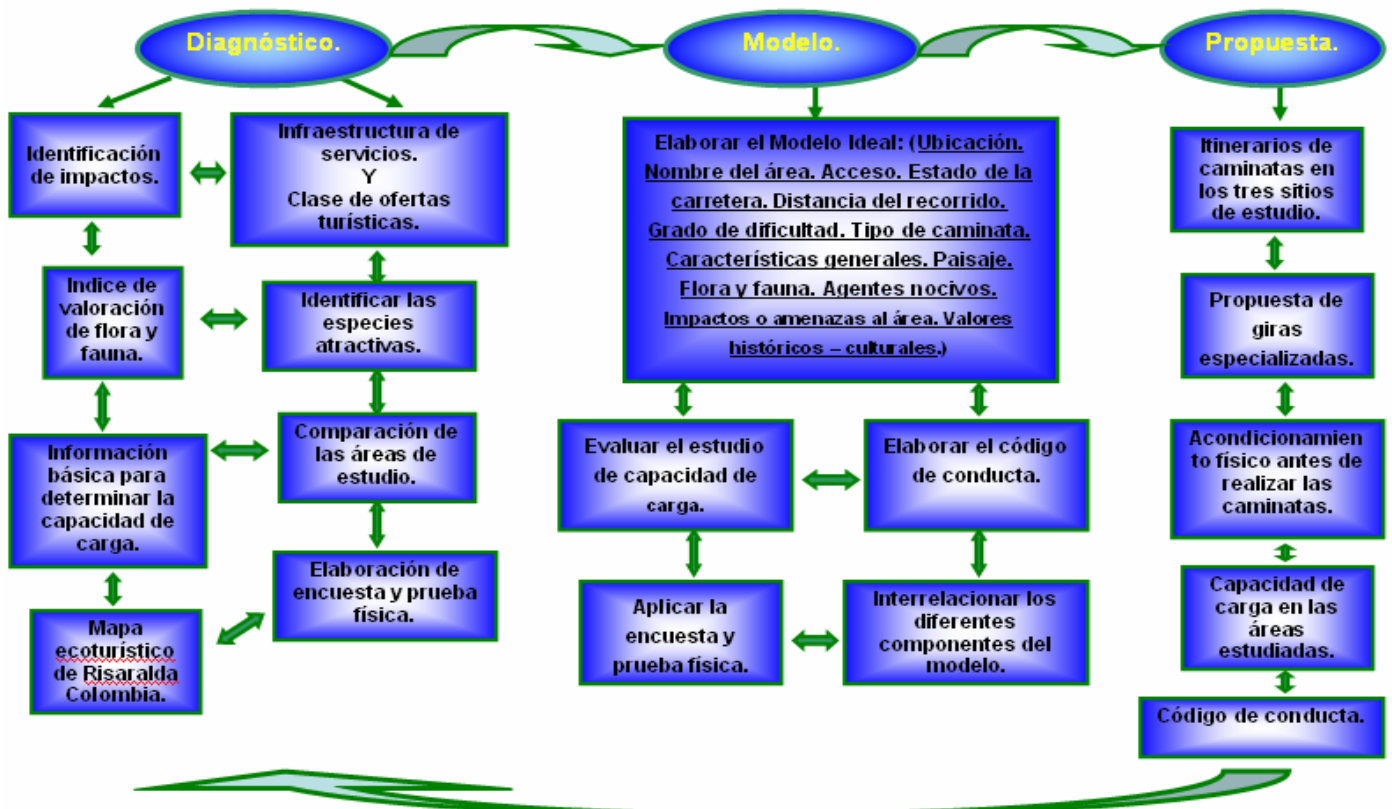 Diagnóstico.
Modelo.
Propuesta.
Identificación
de impactos.
Infraestructura de
servicios.
Y
Clase de ofertas
turísticas.
Indice de
valoración
de flora y
fauna.
Identificar las
especies
atractivas.
Información
básica para
determinar la
capacidad de
carga.
Comparación de
las áreas de
estudio.
Mapa
ecoturístico
de Risaralda
Colombia.
Elaboración de
encuesta y prueba
física.
Elaborar el Modelo Ideal: (Ubicación.
Nombre del área. Acceso. Estado de la
carretera. Distancia del recorrido.
Grado de dificultad. Tipo de caminata.
Características generales. Paisaje.
Flora y fauna. Agentes nocivos.
Impactos o amenazas al área. Valores
históricos – culturales.)
Evaluar el estudio
de capacidad de
carga.
Elaborar el código
de conducta.
Aplicar la
encuesta y
prueba física.
Interrelacionar los
diferentes
componentes del
modelo.
Itinerarios de
caminatas en
los tres sitios
de estudio.
Propuesta de
giras
especializadas.
Acondicionamien
to físico antes de
realizar las
caminatas.
Capacidad de
carga en las
áreas
estudiadas.
Código de conducta.